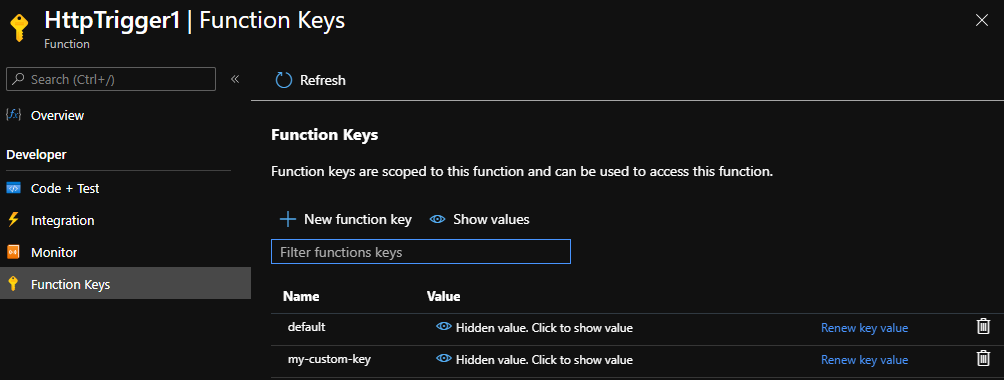 HttpTrigger1 | Function Keys
Function
Search (Ctrl+/)
«
Refresh
Overview
Developer
Code + Test
Integration
Monitor
Function Keys
Function Keys
Function keys are scoped to this function and can be used to access this function.
New function key Show values
Filter functions keys
Name Value
default Hidden value. Click to show value Renew key value
my-custom-key Hidden value. Click to show value Renew key value